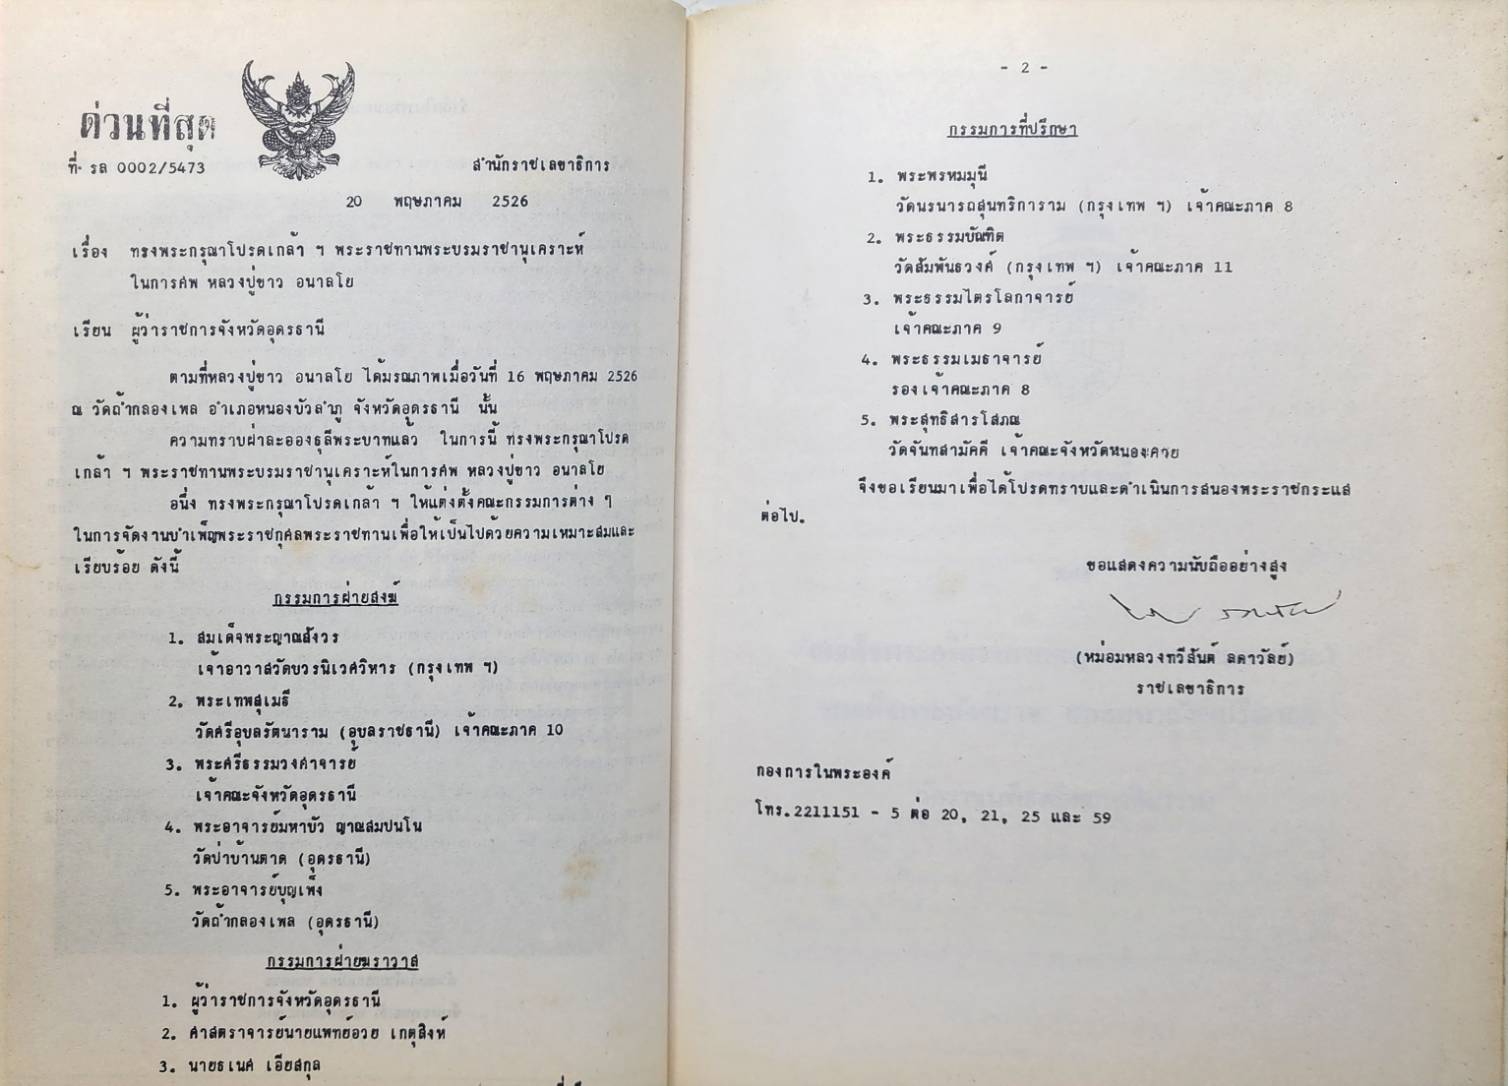 ด่วนที่สุด
ที่ รล 0002/5473
สำนักราชเลขาธิการ
20 พฤษภาคม 2526
เรื่อง ทรงพระกรุณาโปรดเกล้า ฯ พระราชทานพระบรมราชานุเคราะห์
ในการศพ หลวงปู่ขาว อนาลโย
เรียน ผู้ว่าราชการจังหวัดอุดรธานี
ตามที่หลวงปู่ขาว อนาลโย ได้มรณภาพเมื่อวันที่ 16 พฤษภาคม 2526
ณ วัดถ้ำกลองเพล อำเภอหนองบัวลำภู จังหวัดอุดรธานี นั้น
ความทราบฝ่าละอองธุลีพระบาทแล้ว ในการนี้ ทรงพระกรุณาโปรด
เกล้า ฯ พระราชทานพระบรมราชานุเคราะห์ในการศพ หลวงปู่ขาว อนาลโย
อนึ่ง ทรงพระกรุณาโปรดเกล้า ฯ ให้แต่งตั้งคณะกรรมการต่าง ๆ
ในการจัดงานบำเพ็ญพระราชกุศลพระราชทานเพื่อให้เป็นไปด้วยความเหมาะสมและ
เรียบร้อย ดังนี้
กรรมการฝ่ายสงฆ์
1. สมเด็จพระญาณสังวร
เจ้าอาวาสวัดบวรนิเวศวิหาร (กรุงเทพ ฯ)
2. พระเทพสุเมธี
วัดศรีอุบลรัตนาราม (อุบลราชธานี) เจ้าคณะภาค 10
3. พระศรีธรรมวงศาจารย์
เจ้าคณะจังหวัดอุดรธานี
4. พระอาจารย์มหาบัว ญาณสมปนโน
วัดป่าบ้านตาด (อุดรธานี)
5. พระอาจารย์บุญเพ็ง
วัดถ้ำกลองเพล (อุดรธานี)
กรรมการฝ่ายฆราวาส
1. ผู้ว่าราชการจังหวัดอุดรธานี
2. ศาสตราจารย์นายแพทย์อวย เกตุสิงห์
3. นายธเนศ เอียสกุล
- 2 -
กรรมการที่ปรึกษา
1. พระพรหมมุนี
วัดนรนารถสุนทริการาม (กรุงเทพ ฯ) เจ้าคณะภาค 8
2. พระธรรมบัณฑิต
วัดสัมพันธวงศ์ (กรุงเทพ ฯ) เจ้าคณะภาค 11
3. พระธรรมไตรโลกาจารย์
เจ้าคณะภาค 9
4. พระธรรมเมธาจารย์
รองเจ้าคณะภาค 8
5. พระสุทธิสารโสภณ
วัดจันทสามัคคี เจ้าคณะจังหวัดหนองคาย
จึงขอเรียนมาเพื่อได้โปรดทราบและดำเนินการสนองพระราชกระแส
ต่อไป.
ขอแสดงความนับถืออย่างสูง
(หม่อมหลวงทวีสันต์ ลดาวัลย์)
ราชเลขาธิการ
กองการในพระองค์
โทร.2211151 - 5 ต่อ 20, 21, 25 และ 59